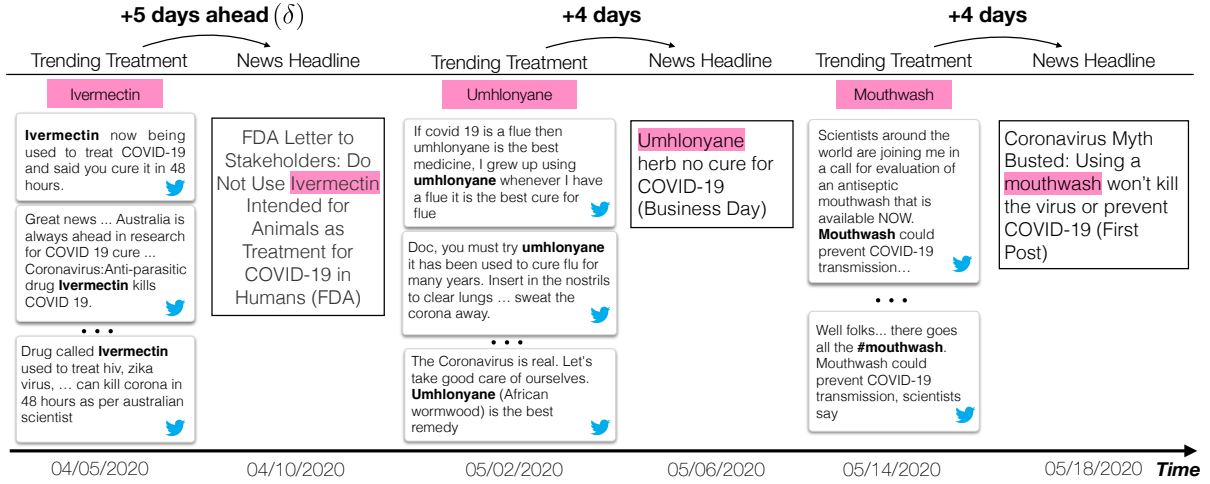 +5 days ahead (δ)
+4 days
+4 days
Trending Treatment
News Headline
Trending Treatment
News Headline
Trending Treatment
News Headline
Ivermectin
Ivermectin now being
used to treat COVID-19
and said you cure it in 48
hours.
Great news ... Australia is
always ahead in research
for COVID 19 cure ...
Coronavirus:Anti-parasitic
drug Ivermectin kills
COVID 19.
...
Drug called Ivermectin
used to treat hiv, zika
virus, ... can kill corona in
48 hours as per australian
scientist
FDA Letter to
Stakeholders: Do
Not Use Ivermectin
Intended for
Animals as
Treatment for
COVID-19 in
Humans (FDA)
Umhlonyane
If covid 19 is a flue then
umhlonyane is the best
medicine, I grew up using
umhlonyane whenever I have
a flue it is the best cure for
flue
Doc, you must try umhlonyane
it has been used to cure flu for
many years. Insert in the nostrils
to clear lungs ... sweat the
corona away.
...
The Coronavirus is real. Let's
take good care of ourselves.
Umhlonyane (African
wormwood) is the best
remedy
Umhlonyane
herb no cure for
COVID-19
(Business Day)
Mouthwash
Scientists around the
world are joining me in
a call for evaluation of
an antiseptic
mouthwash that is
available NOW.
Mouthwash could
prevent COVID-19
transmission...
...
Well folks... there goes
all the #mouthwash.
Mouthwash could
prevent COVID-19
transmission, scientists
say
Coronavirus Myth
Busted: Using a
mouthwash won't kill
the virus or prevent
COVID-19 (First
Post)
04/05/2020
04/10/2020
05/02/2020
05/06/2020
05/14/2020
05/18/2020
Time